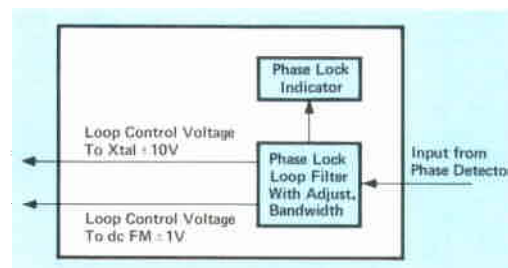 Phase Lock
Indicator
Loop Control Voltage
To Xtal ±10V
Phase Lock
Loop Filter
With Adjust.
Bandwidth
Input from
Phase Detecto
Loop Control Voltage
To dc FM ±1V